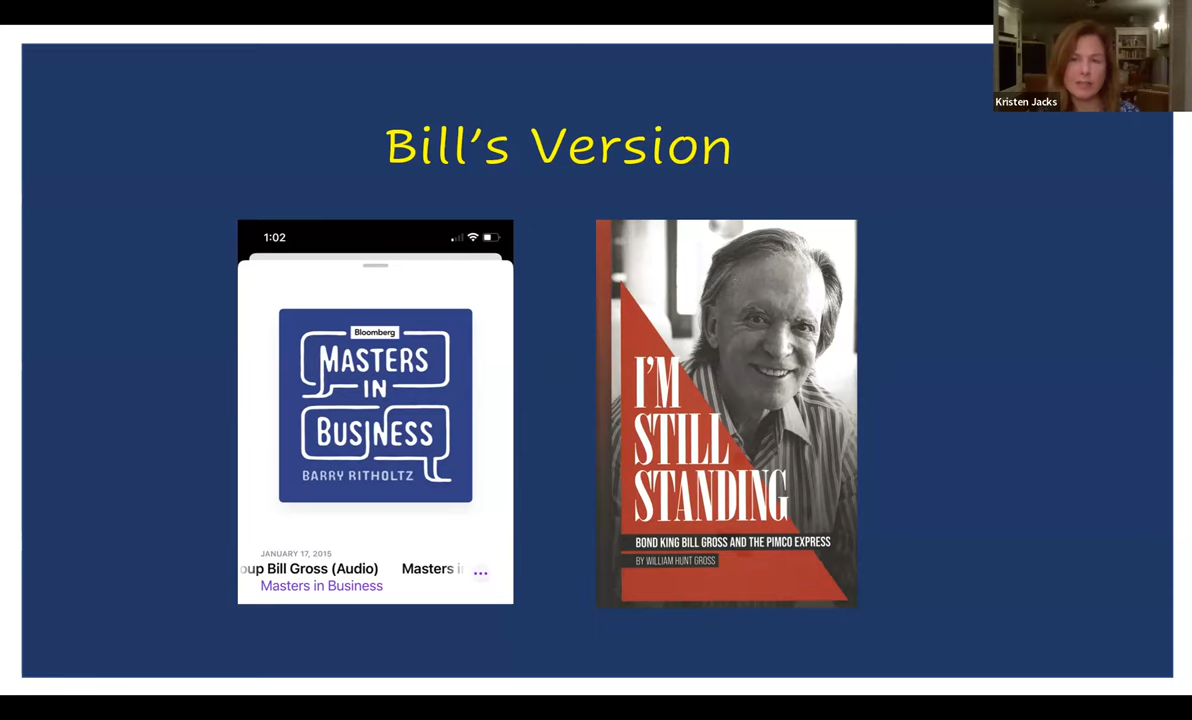 Kristen Jacks
Bill's Version
1:02
Bloomberg
MASTERS
IN
BUSINESS
BARRY RITHOLTZ
JANUARY 17, 2015
oup Bill Gross (Audio) Masters i
Masters in Business
I'M
STILL
STANDING
BOND KING BILL GROSS AND THE PIMCO EXPRESS
BY WILLIAM HUNT GROSS